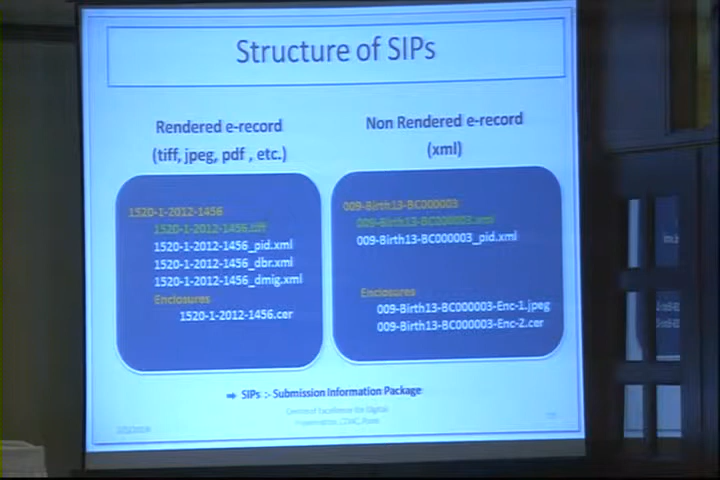 Structure of SIPs
Rendered e-record
(tiff, jpeg, pdf , etc.)
1520-1-2012-1456
1520-1-2012-1456.tiff
1520-1-2012-1456_pid.xml
1520-1-2012-1456_dbr.xml
1520-1-2012-1456_dmig.xml
Enclosures
1520-1-2012-1456.cer
Non Rendered e-record
(xml)
009-Birth13-BC000003
009-Birth13-BC000003.xml
009-Birth13-BC000003_pid.xml
Enclosures
009-Birth13-BC000003-Enc-1.jpeg
009-Birth13-BC000003-Enc-2.cer
➡ SIPs :- Submission Information Package
Centre of Excellence for Digital
Preservation, CDAC, Pune